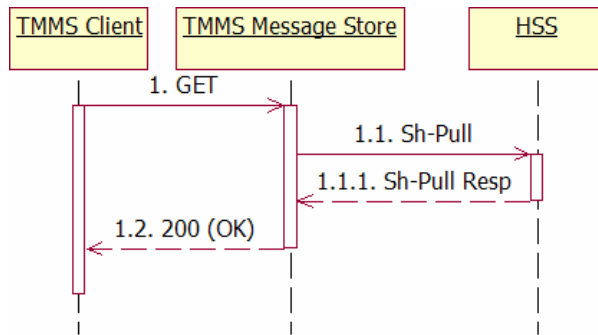 TMMS Client
TMMS Message Store
HSS
1. GET
1.1. Sh-Pull
1.1.1. Sh-Pull Resp
1.2. 200 (OK)